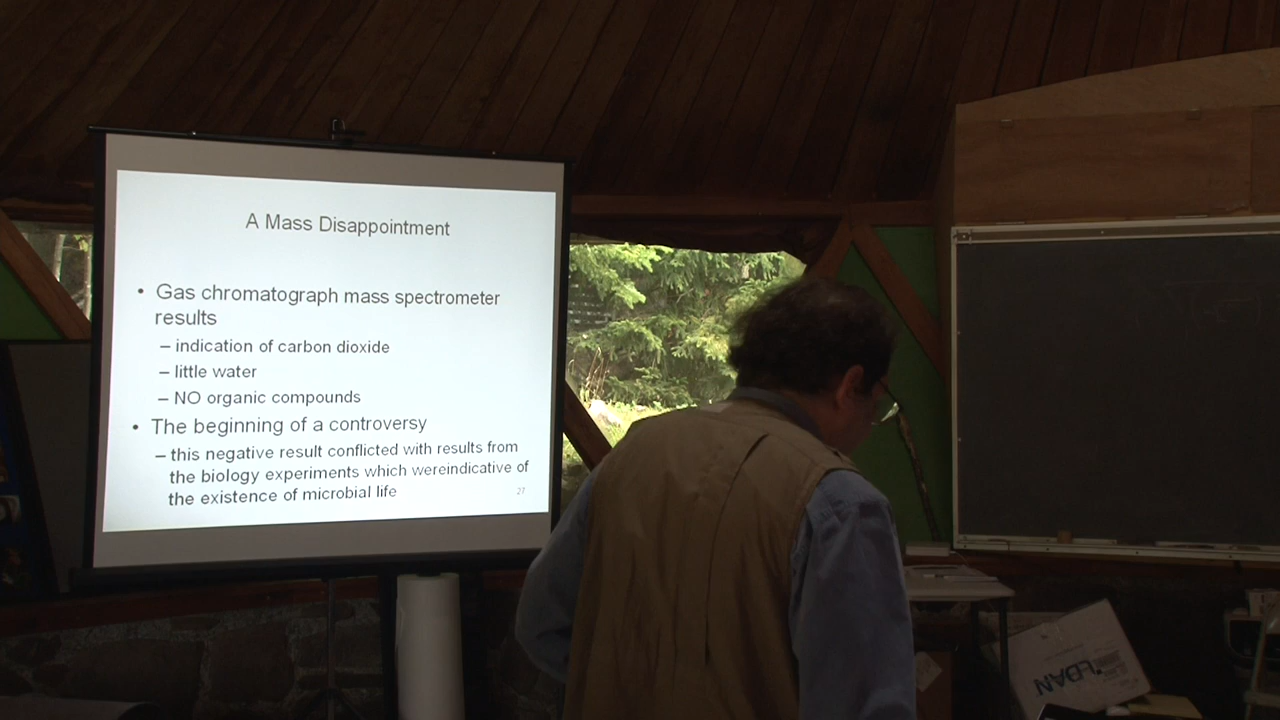 A Mass Disappointment
• Gas chromatograph mass spectrometer
results
– indication of carbon dioxide
– little water
– NO organic compounds
• The beginning of a controversy
– this negative result conflicted with results from
the biology experiments which wereindicative of
the existence of microbial life
27